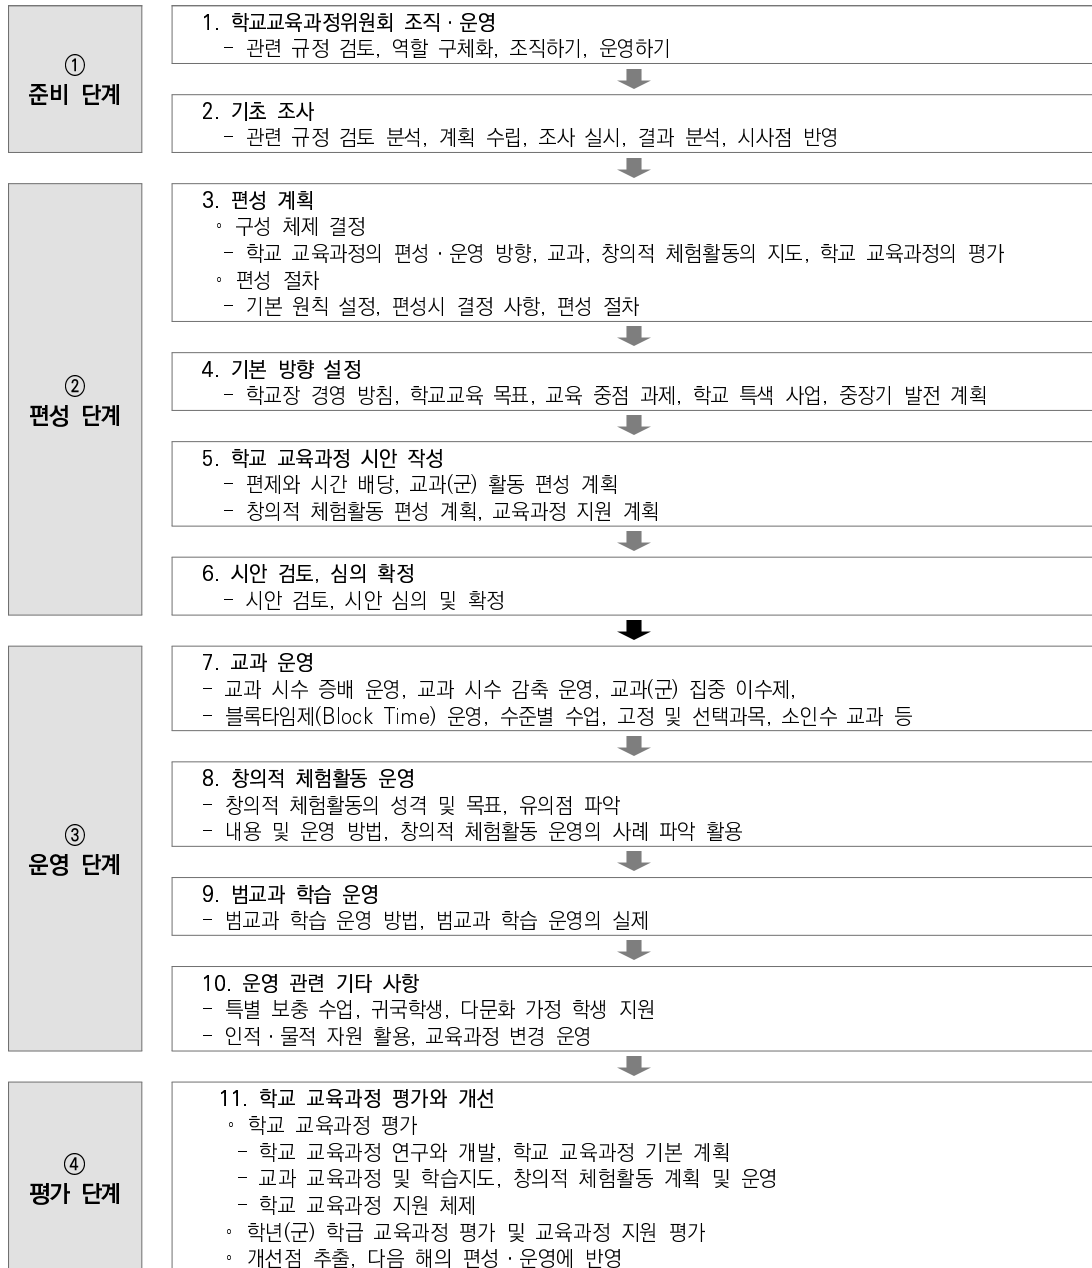 ①
준비 단계
1. 학교교육과정위원회 조직·운영
- 관련 규정 검토, 역할 구체화, 조직하기, 운영하기
2. 기초 조사
- 관련 규정 검토 분석, 계획 수립, 조사 실시, 결과 분석, 시사점 반영
②
편성 단계
3. 편성 계획
◦ 구성 체제 결정
- 학교 교육과정의 편성·운영 방향, 교과, 창의적 체험활동의 지도, 학교 교육과정의 평가
◦ 편성 절차
- 기본 원칙 설정, 편성시 결정 사항, 편성 절차
4. 기본 방향 설정
- 학교장 경영 방침, 학교교육 목표, 교육 중점 과제, 학교 특색 사업, 중장기 발전 계획
5. 학교 교육과정 시안 작성
- 편제와 시간 배당, 교과(군) 활동 편성 계획
- 창의적 체험활동 편성 계획, 교육과정 지원 계획
6. 시안 검토, 심의 확정
- 시안 검토, 시안 심의 및 확정
③
운영 단계
7. 교과 운영
- 교과 시수 증배 운영, 교과 시수 감축 운영, 교과(군) 집중 이수제,
- 블록타임제(Block Time) 운영, 수준별 수업, 고정 및 선택과목, 소인수 교과 등
8. 창의적 체험활동 운영
- 창의적 체험활동의 성격 및 목표, 유의점 파악
- 내용 및 운영 방법, 창의적 체험활동 운영의 사례 파악 활용
9. 범교과 학습 운영
- 범교과 학습 운영 방법, 범교과 학습 운영의 실제
10. 운영 관련 기타 사항
- 특별 보충 수업, 귀국학생, 다문화 가정 학생 지원
- 인적·물적 자원 활용, 교육과정 변경 운영
④
평가 단계
11. 학교 교육과정 평가와 개선
◦ 학교 교육과정 평가
- 학교 교육과정 연구와 개발, 학교 교육과정 기본 계획
- 교과 교육과정 및 학습지도, 창의적 체험활동 계획 및 운영
- 학교 교육과정 지원 체제
◦ 학년(군) 학급 교육과정 평가 및 교육과정 지원 평가
◦ 개선점 추출, 다음 해의 편성·운영에 반영